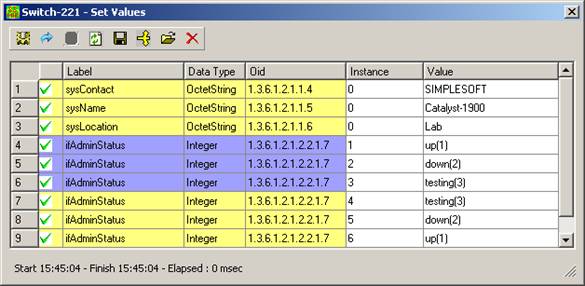 Switch-221 - Set Values
Label Data Type Oid Instance Value
1 sysContact OctetString 1.3.6.1.2.1.1.4 0 SIMPLESOFT
2 sysName OctetString 1.3.6.1.2.1.1.5 0 Catalyst-1900
3 sysLocation OctetString 1.3.6.1.2.1.1.6 0 Lab
4 ifAdminStatus Integer 1.3.6.1.2.1.2.2.1.7 1 up(1)
5 ifAdminStatus Integer 1.3.6.1.2.1.2.2.1.7 2 down(2)
6 ifAdminStatus Integer 1.3.6.1.2.1.2.2.1.7 3 testing(3)
7 ifAdminStatus Integer 1.3.6.1.2.1.2.2.1.7 4 testing(3)
8 ifAdminStatus Integer 1.3.6.1.2.1.2.2.1.7 5 down(2)
9 ifAdminStatus Integer 1.3.6.1.2.1.2.2.1.7 6 up(1)
Start 15:45:04 - Finish 15:45:04 - Elapsed : 0 msec